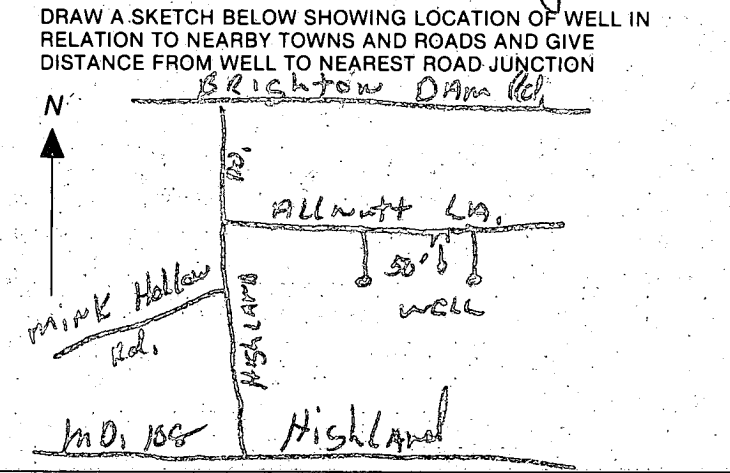 DRAW A SKETCH BELOW SHOWING LOCATION OF WELL IN
RELATION TO NEARBY TOWNS AND ROADS AND GIVE
DISTANCE FROM WELL TO NEAREST ROAD JUNCTION
BRIGHTON DAM Rd.
N
RD.
ALLNUTT LN.
50'
WELL
MINK Hollow
Rd.
HIGHLAND
MD. 108 HighLAnd